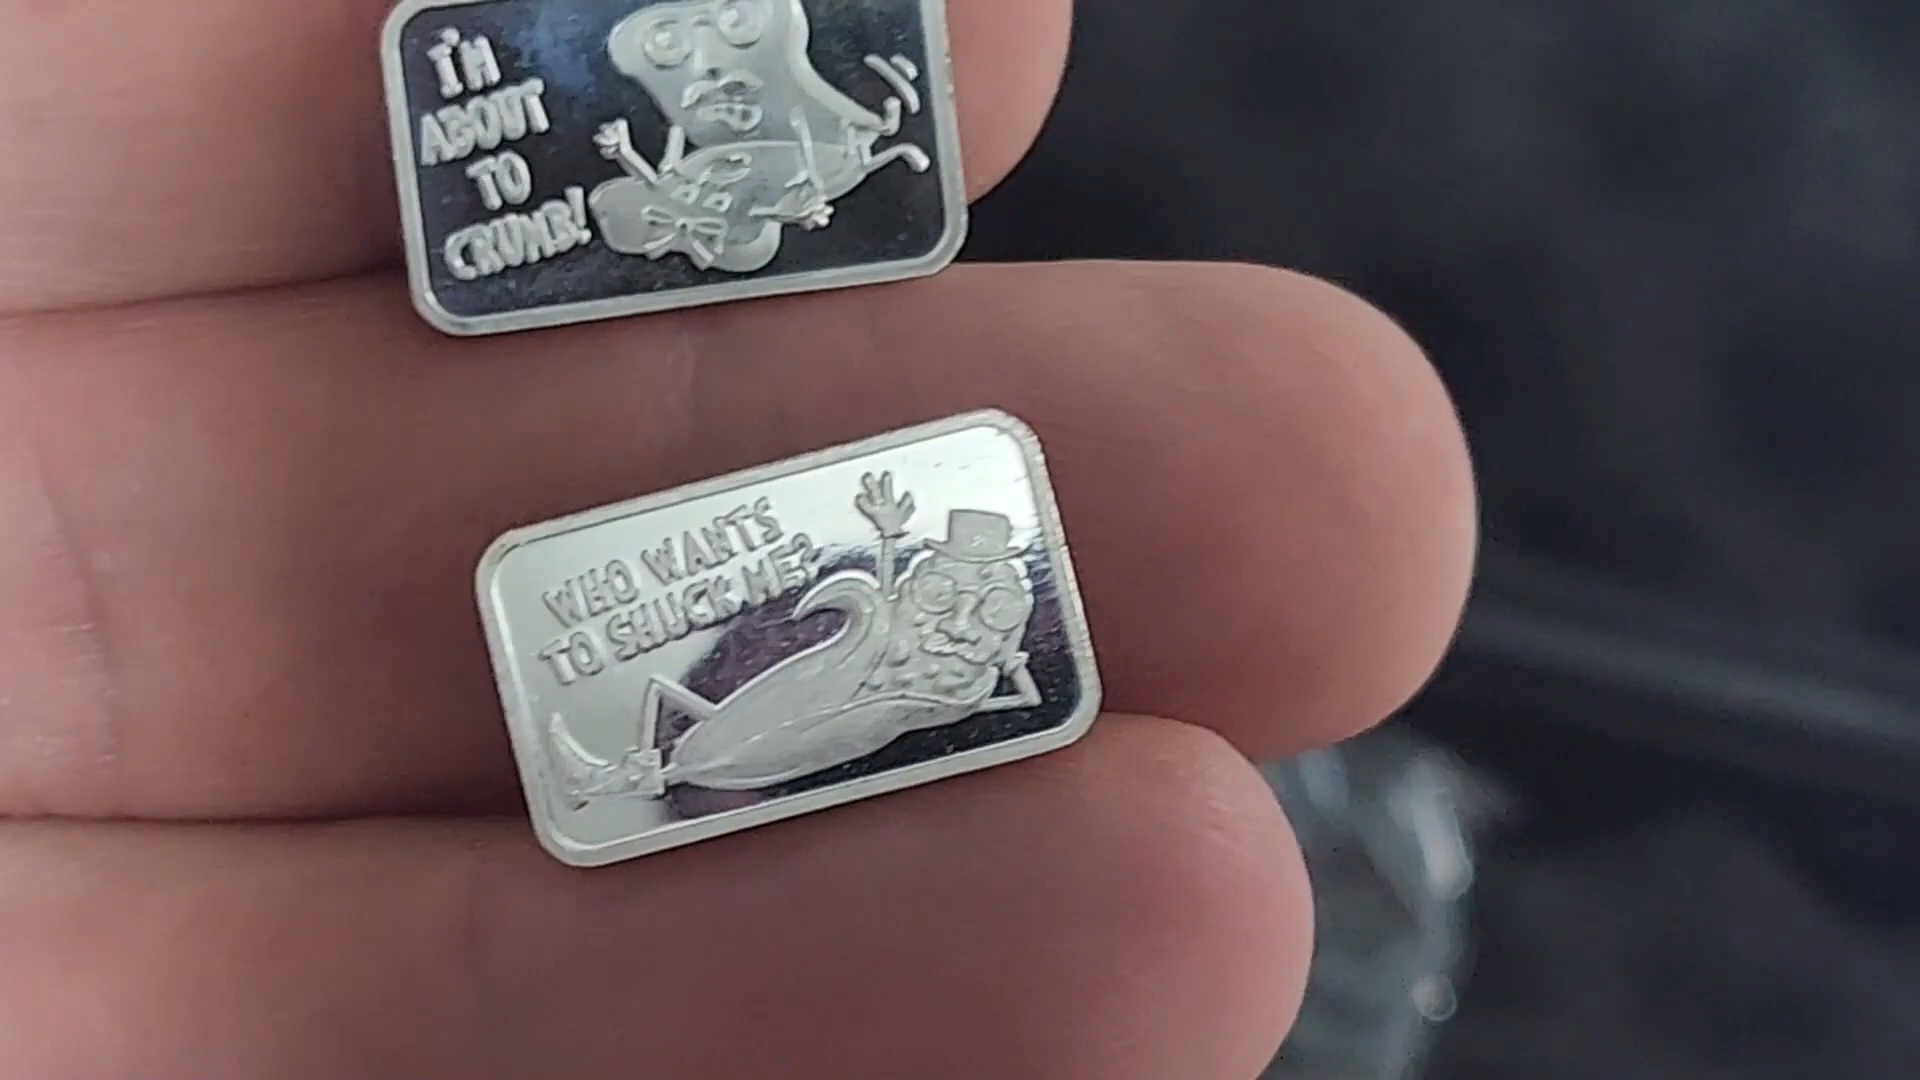 I'M
ABOUT
TO
CRUMB!
WHO WANTS
TO SHUCK ME?